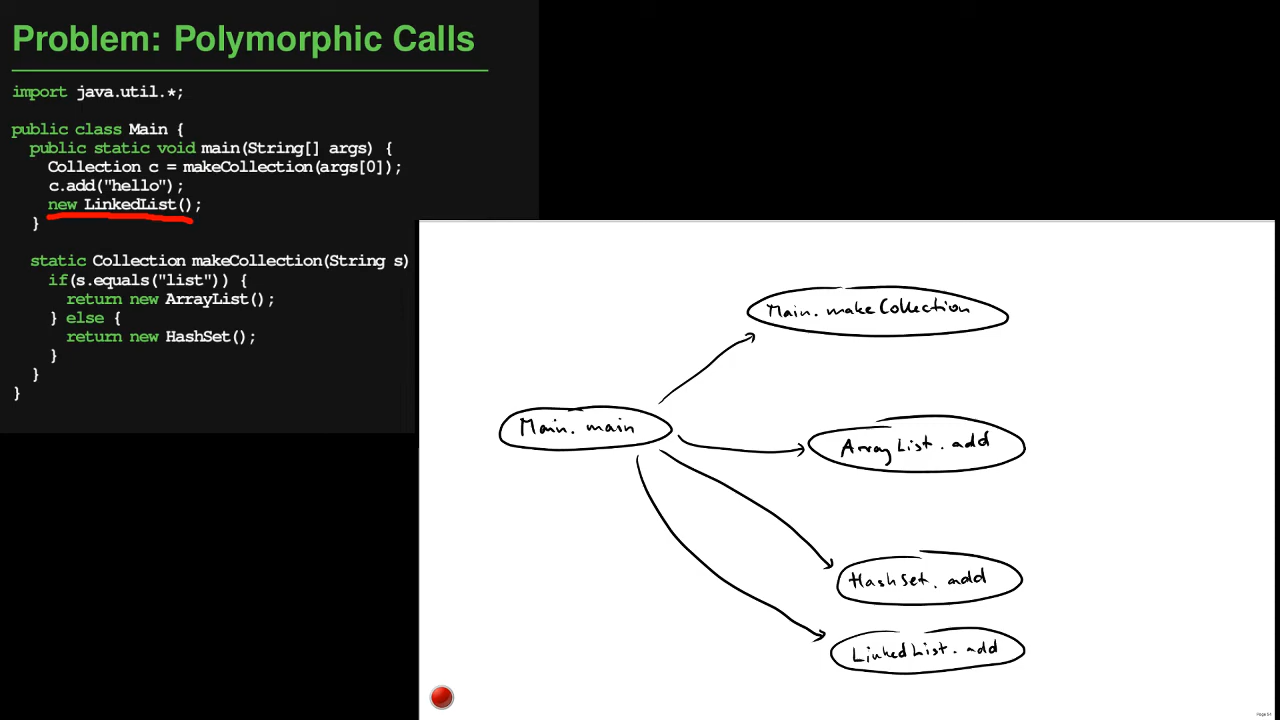 Problem: Polymorphic Calls
import java.util.*;
public class Main {
public static void main(String[] args) {
Collection c = makeCollection(args[0]);
c.add("hello");
new LinkedList();
}
static Collection makeCollection(String s)
if(s.equals("list")) {
return new ArrayList();
} else {
return new HashSet();
}
}
}
Main. makeCollection
Main. main
ArrayList. add
HashSet. add
LinkedList. add